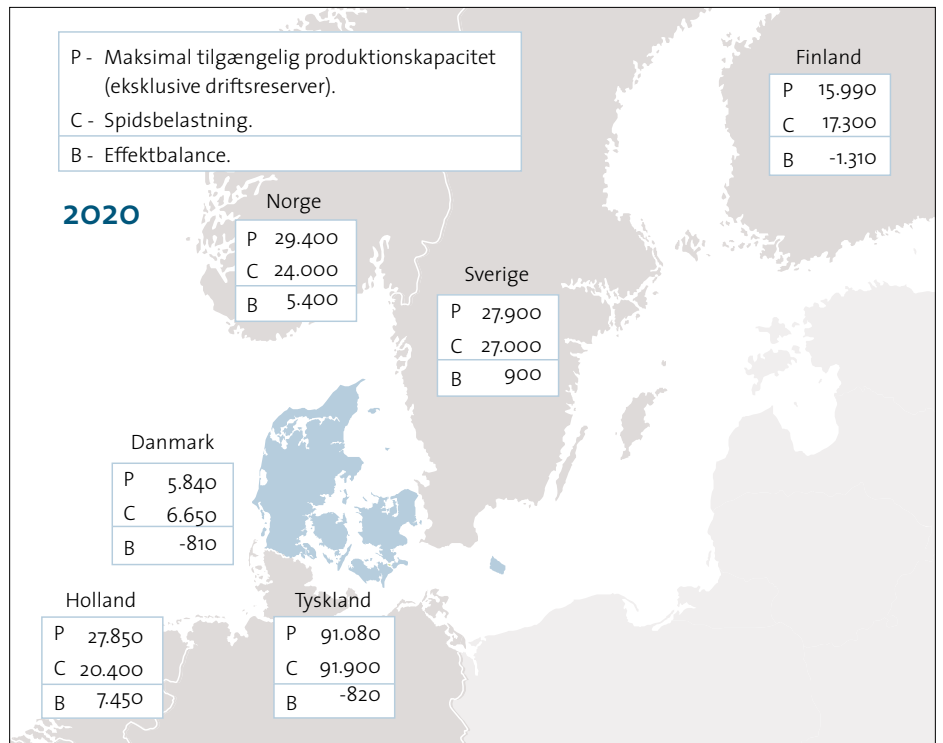 P - Maksimal tilgængelig produktionskapacitet
(eksklusive driftsreserver).
C - Spidsbelastning.
B - Effektbalance.
2020
Finland
P 15.990
C 17.300
B -1.310
Norge
P 29.400
C 24.000
B 5.400
Sverige
P 27.900
C 27.000
B 900
Danmark
P 5.840
C 6.650
B -810
Holland
P 27.850
C 20.400
B 7.450
Tyskland
P 91.080
C 91.900
B -820